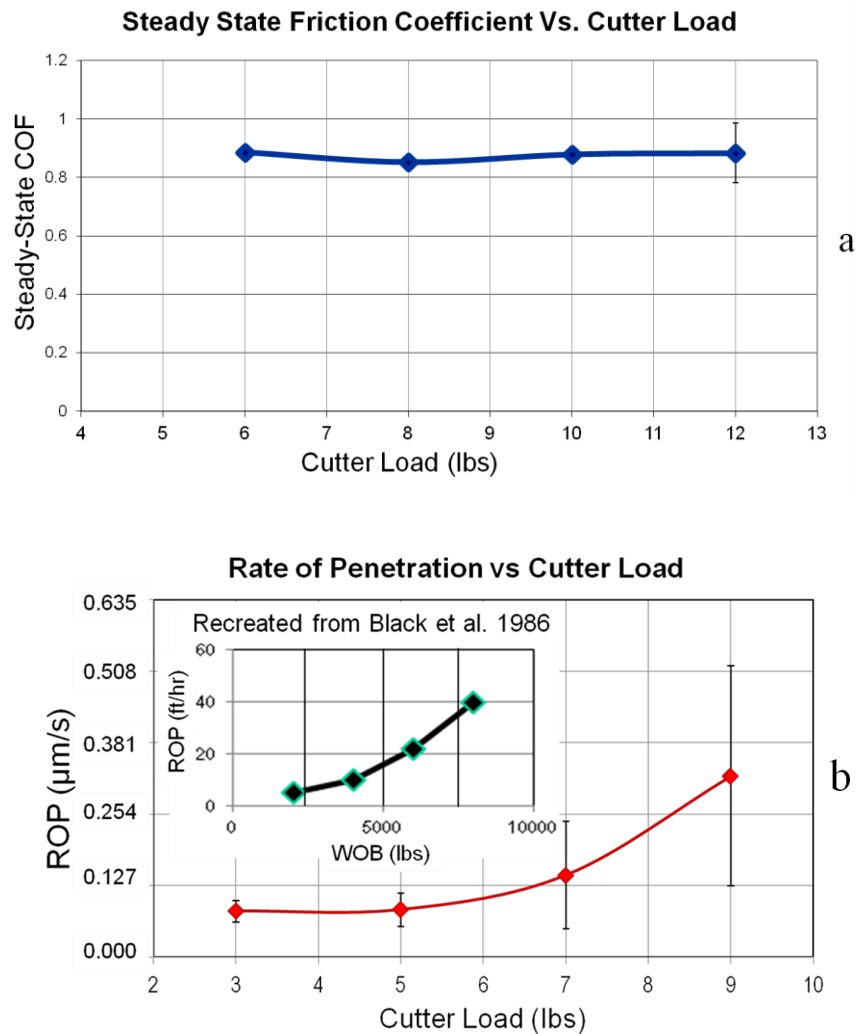 Steady State Friction Coefficient Vs. Cutter Load
1.2
1
0.8
0.6
0.4
0.2
0
Steady-State COF
4 5 6 7 8 9 10 11 12 13
Cutter Load (lbs)
a
Rate of Penetration vs Cutter Load
0.635
0.508
0.381
0.254
0.127
0.000
ROP (µm/s)
Recreated from Black et al. 1986
60
40
20
0
ROP (ft/hr)
0 5000 10000
WOB (lbs)
2 3 4 5 6 7 8 9 10
Cutter Load (lbs)
b